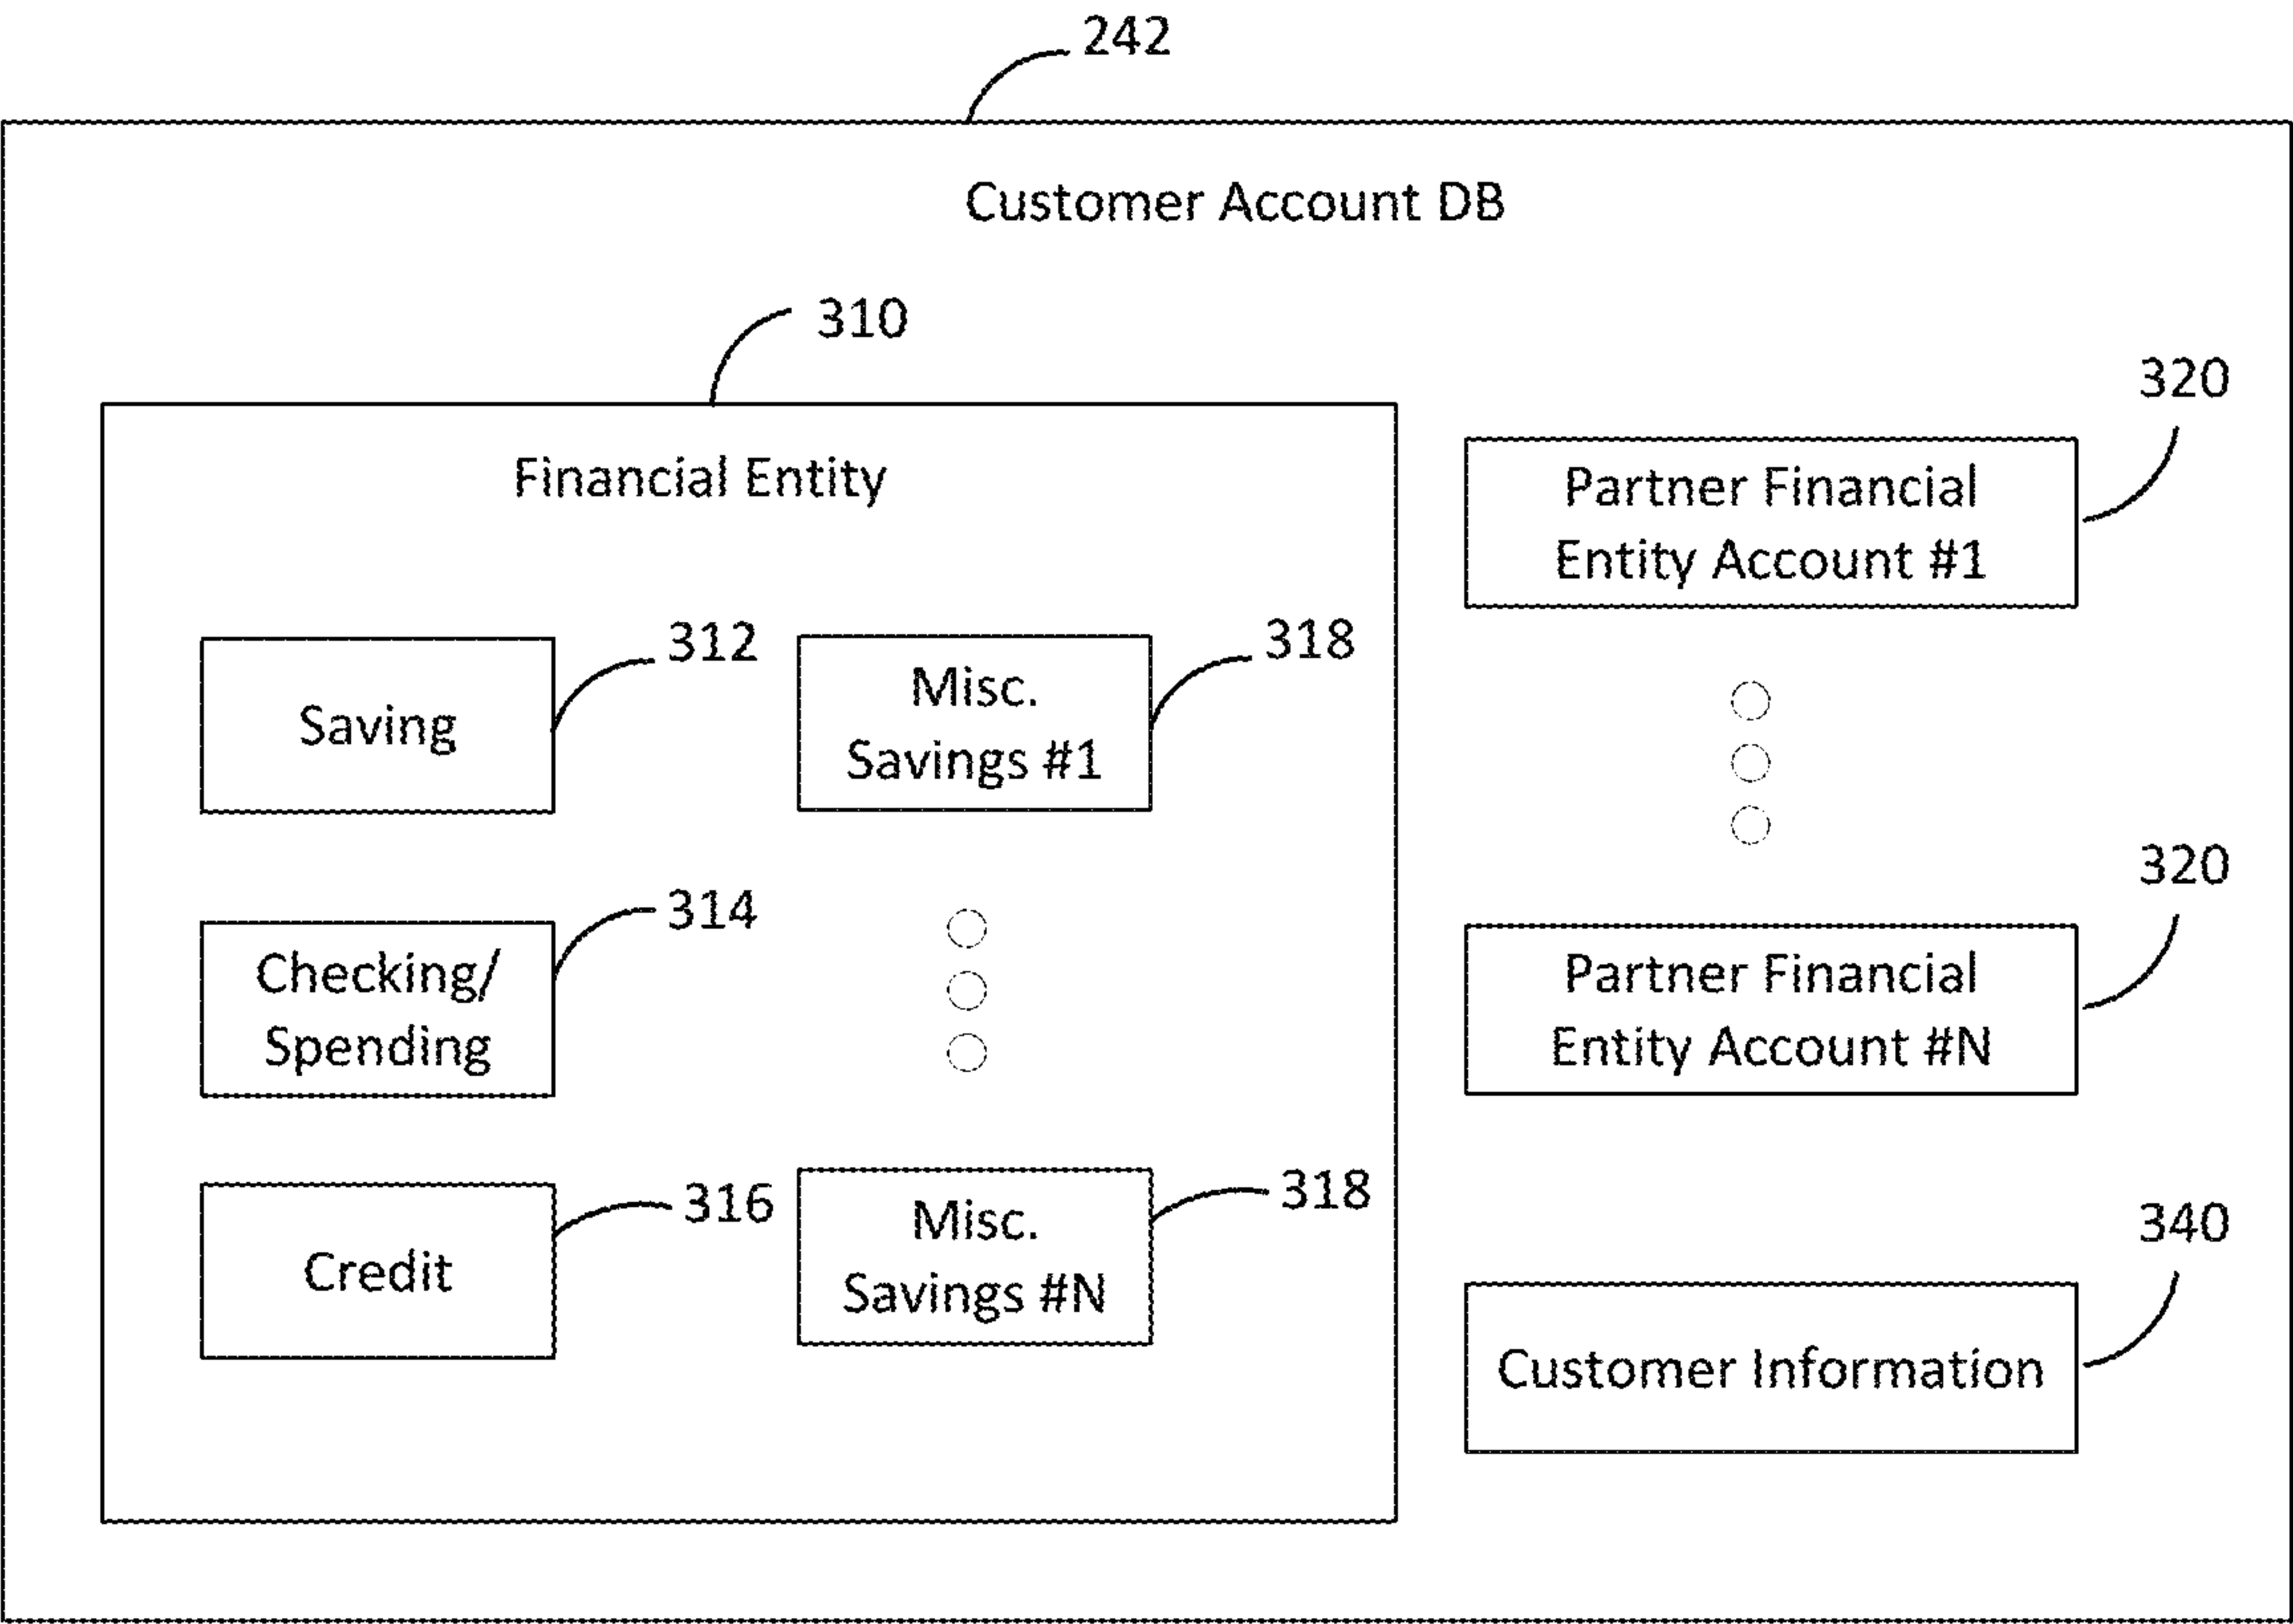 242
Customer Account DB
310
Financial Entity
312
Saving
318
Misc.
Savings #1
314
Checking/
Spending
316
Credit
318
Misc.
Savings #N
320
Partner Financial
Entity Account #1
320
Partner Financial
Entity Account #N
340
Customer Information